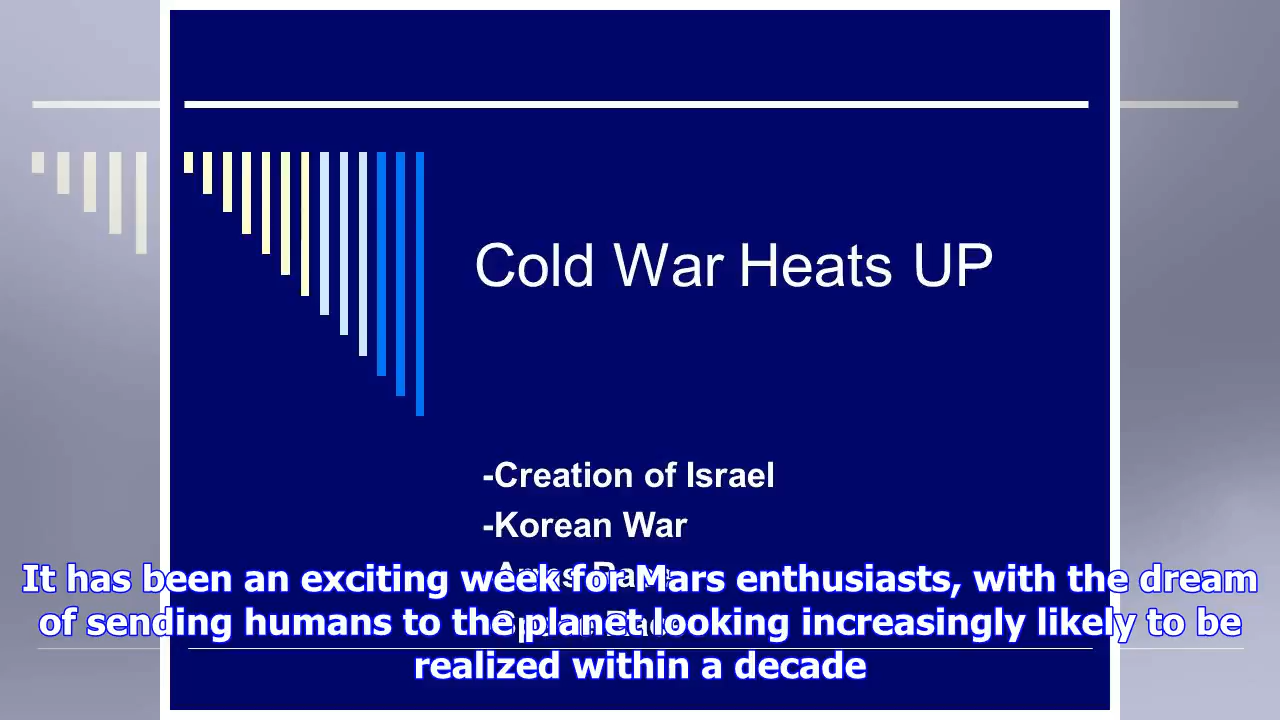 Cold War Heats UP
-Creation of Israel
-Korean War
It has been an exciting week for Mars enthusiasts, with the dream
of sending humans to the planet looking increasingly likely to be
realized within a decade